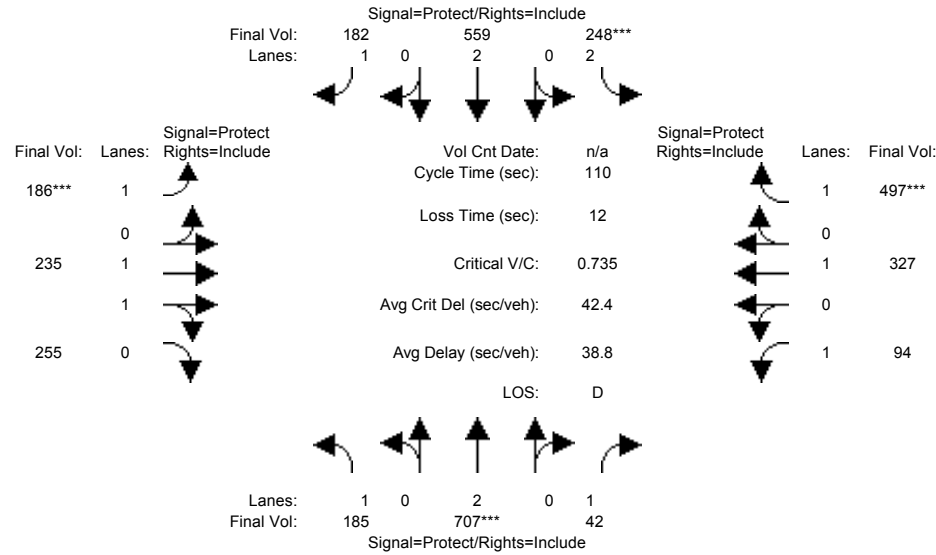 Signal=Protect/Rights=Include
Final Vol: 182 559 248***
Lanes: 1 0 2 0 2
Signal=Protect Signal=Protect
Final Vol: Lanes: Rights=Include Vol Cnt Date: n/a Rights=Include Lanes: Final Vol:
Cycle Time (sec): 110
186*** 1 1 497***
Loss Time (sec): 12
0 0
235 1 Critical V/C: 0.735 1 327
1 Avg Crit Del (sec/veh): 42.4 0
255 0 Avg Delay (sec/veh): 38.8 1 94
LOS: D
Lanes: 1 0 2 0 1
Final Vol: 185 707*** 42
Signal=Protect/Rights=Include